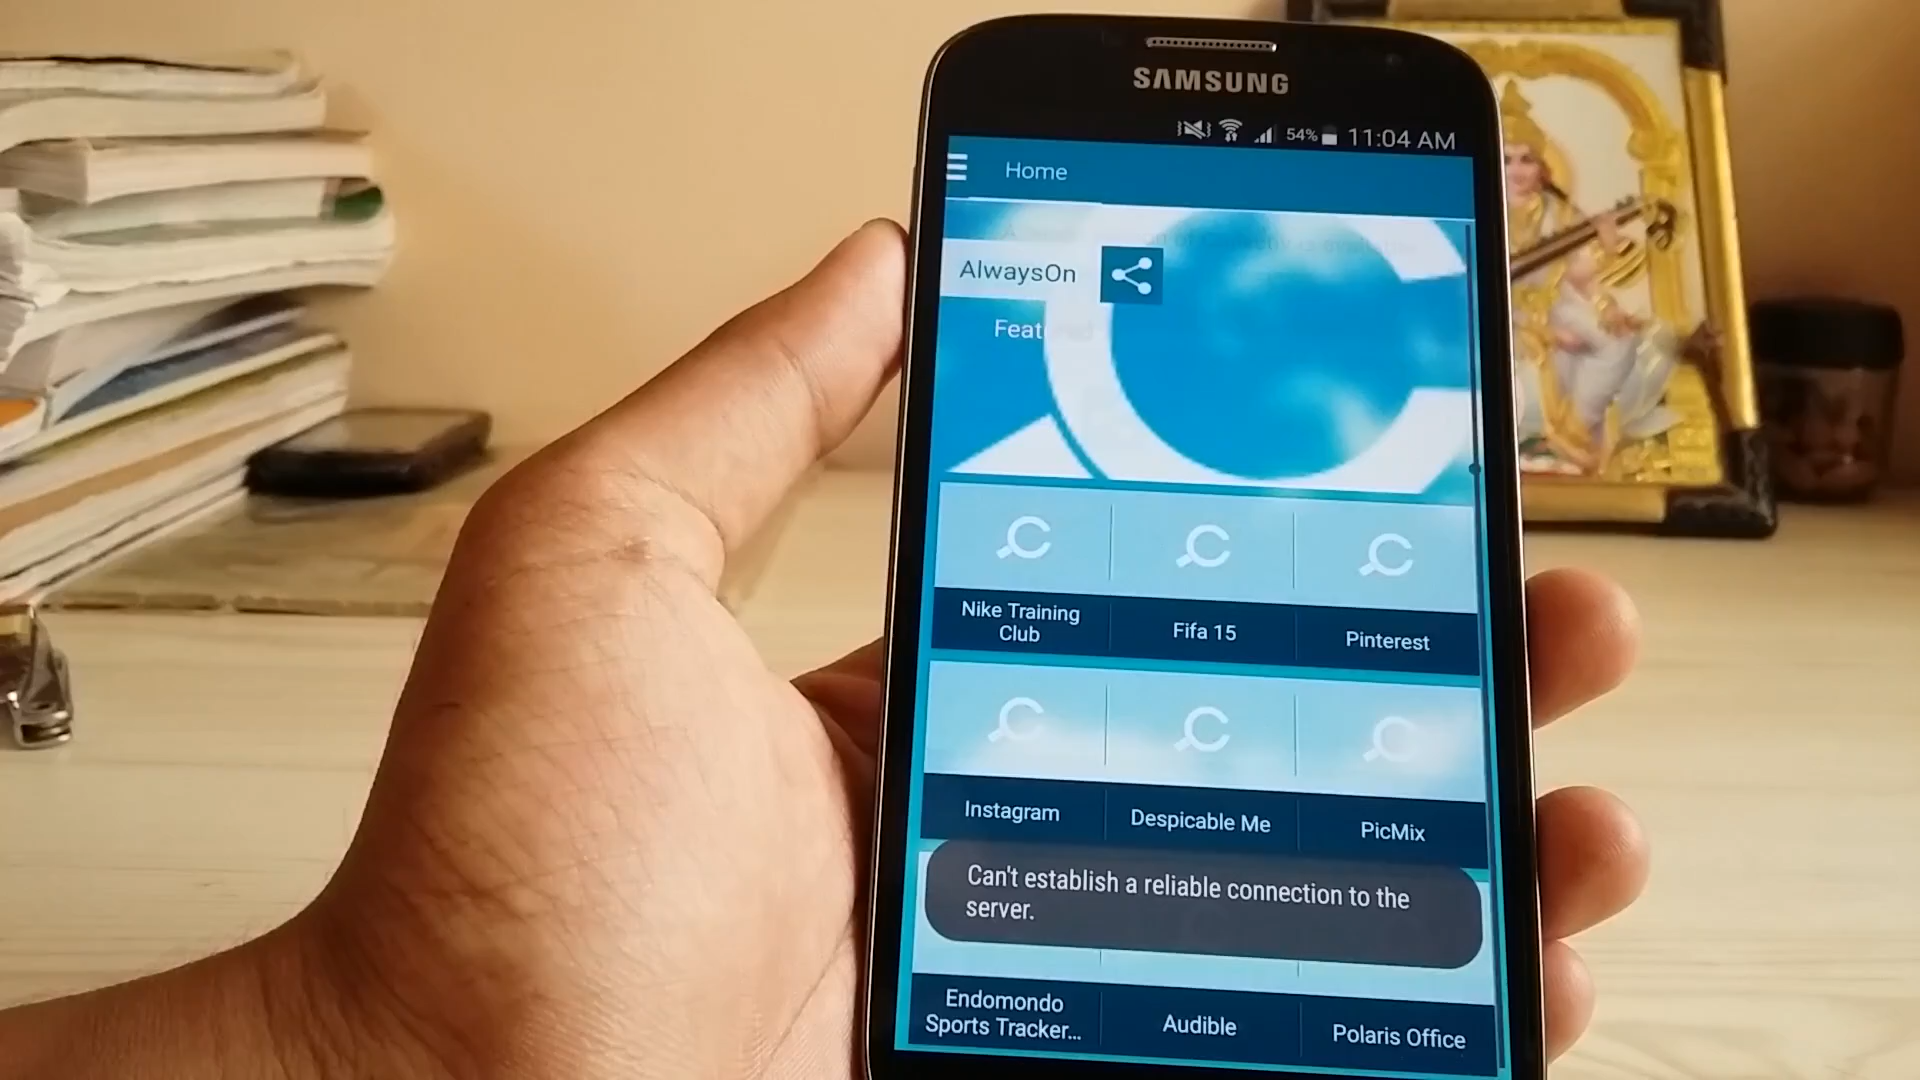 SAMSUNG
54% 11:04 AM
Home
AlwaysOn
Featured
Nike Training
Club
Fifa 15
Pinterest
Instagram
Despicable Me
PicMix
Can't establish a reliable connection to the
server.
Endomondo
Sports Tracker...
Audible
Polaris Office